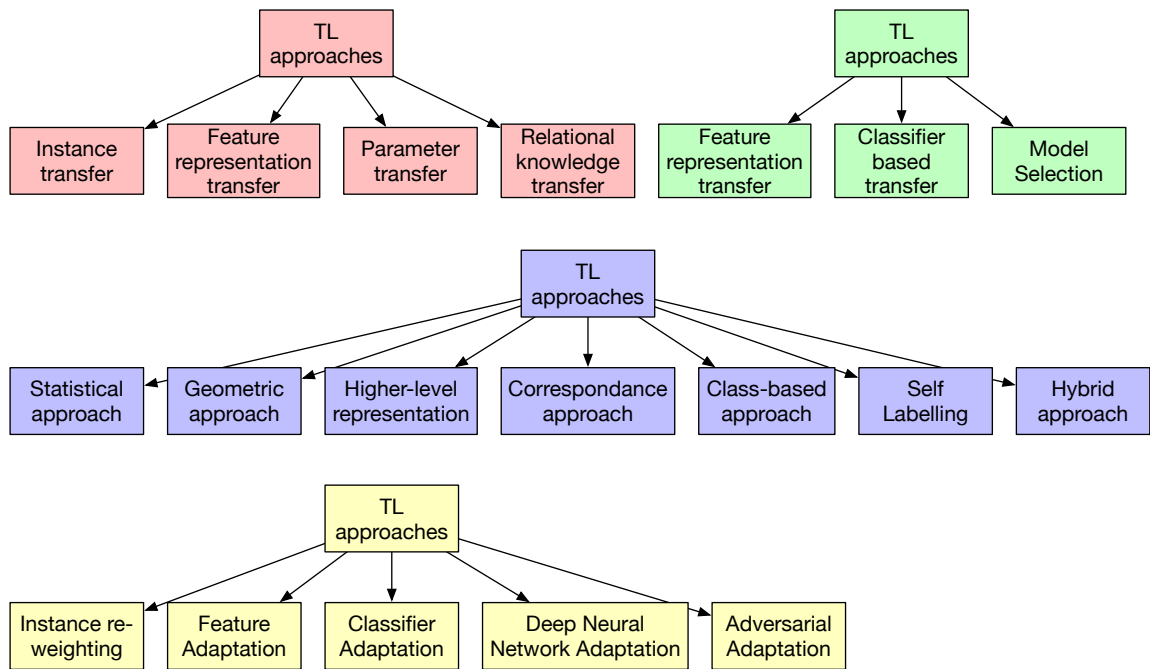 TL
approaches
Instance
transfer
Feature
representation
transfer
Parameter
transfer
Relational
knowledge
transfer
TL
approaches
Feature
representation
transfer
Classifier
based
transfer
Model
Selection
TL
approaches
Statistical
approach
Geometric
approach
Higher-level
representation
Correspondance
approach
Class-based
approach
Self
Labelling
Hybrid
approach
TL
approaches
Instance re-
weighting
Feature
Adaptation
Classifier
Adaptation
Deep Neural
Network Adaptation
Adversarial
Adaptation